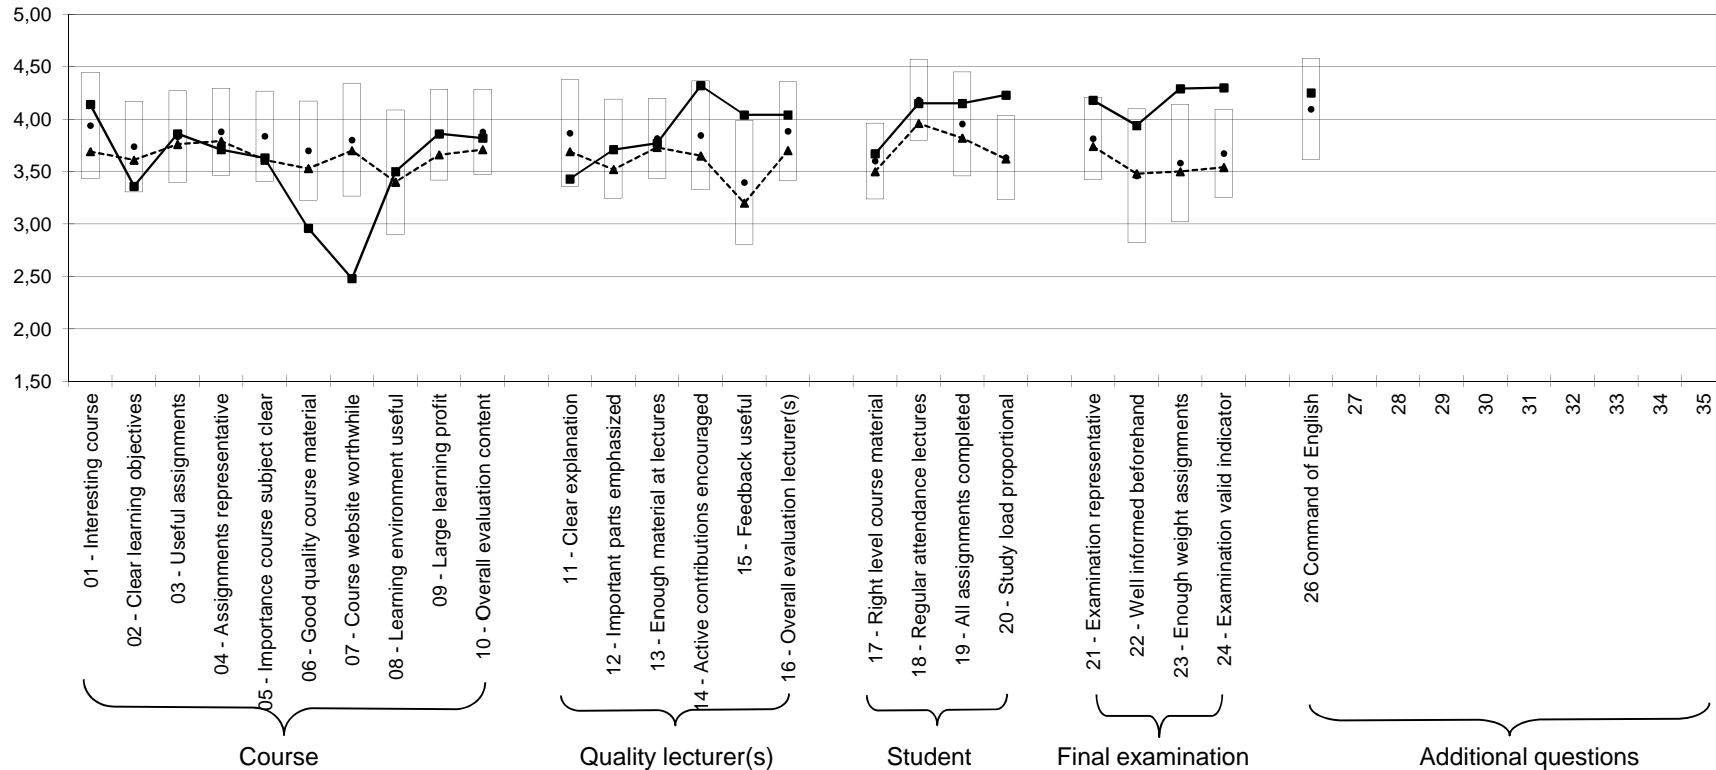 5,00
4,50
4,00
3,50
3,00
2,50
2,00
1,50
01 - Interesting course
02 - Clear learning objectives
03 - Useful assignments
04 - Assignments representative
05 - Importance course subject clear
06 - Good quality course material
07 - Course website worthwhile
08 - Learning environment useful
09 - Large learning profit
10 - Overall evaluation content
11 - Clear explanation
12 - Important parts emphasized
13 - Enough material at lectures
14 - Active contributions encouraged
15 - Feedback useful
16 - Overall evaluation lecturer(s)
17 - Right level course material
18 - Regular attendance lectures
19 - All assignments completed
20 - Study load proportional
21 - Examination representative
22 - Well informed beforehand
23 - Enough weight assignments
24 - Examination valid indicator
26 Command of English
27
28
29
30
31
32
33
34
35
Course
Quality lecturer(s)
Student
Final examination
Additional questions